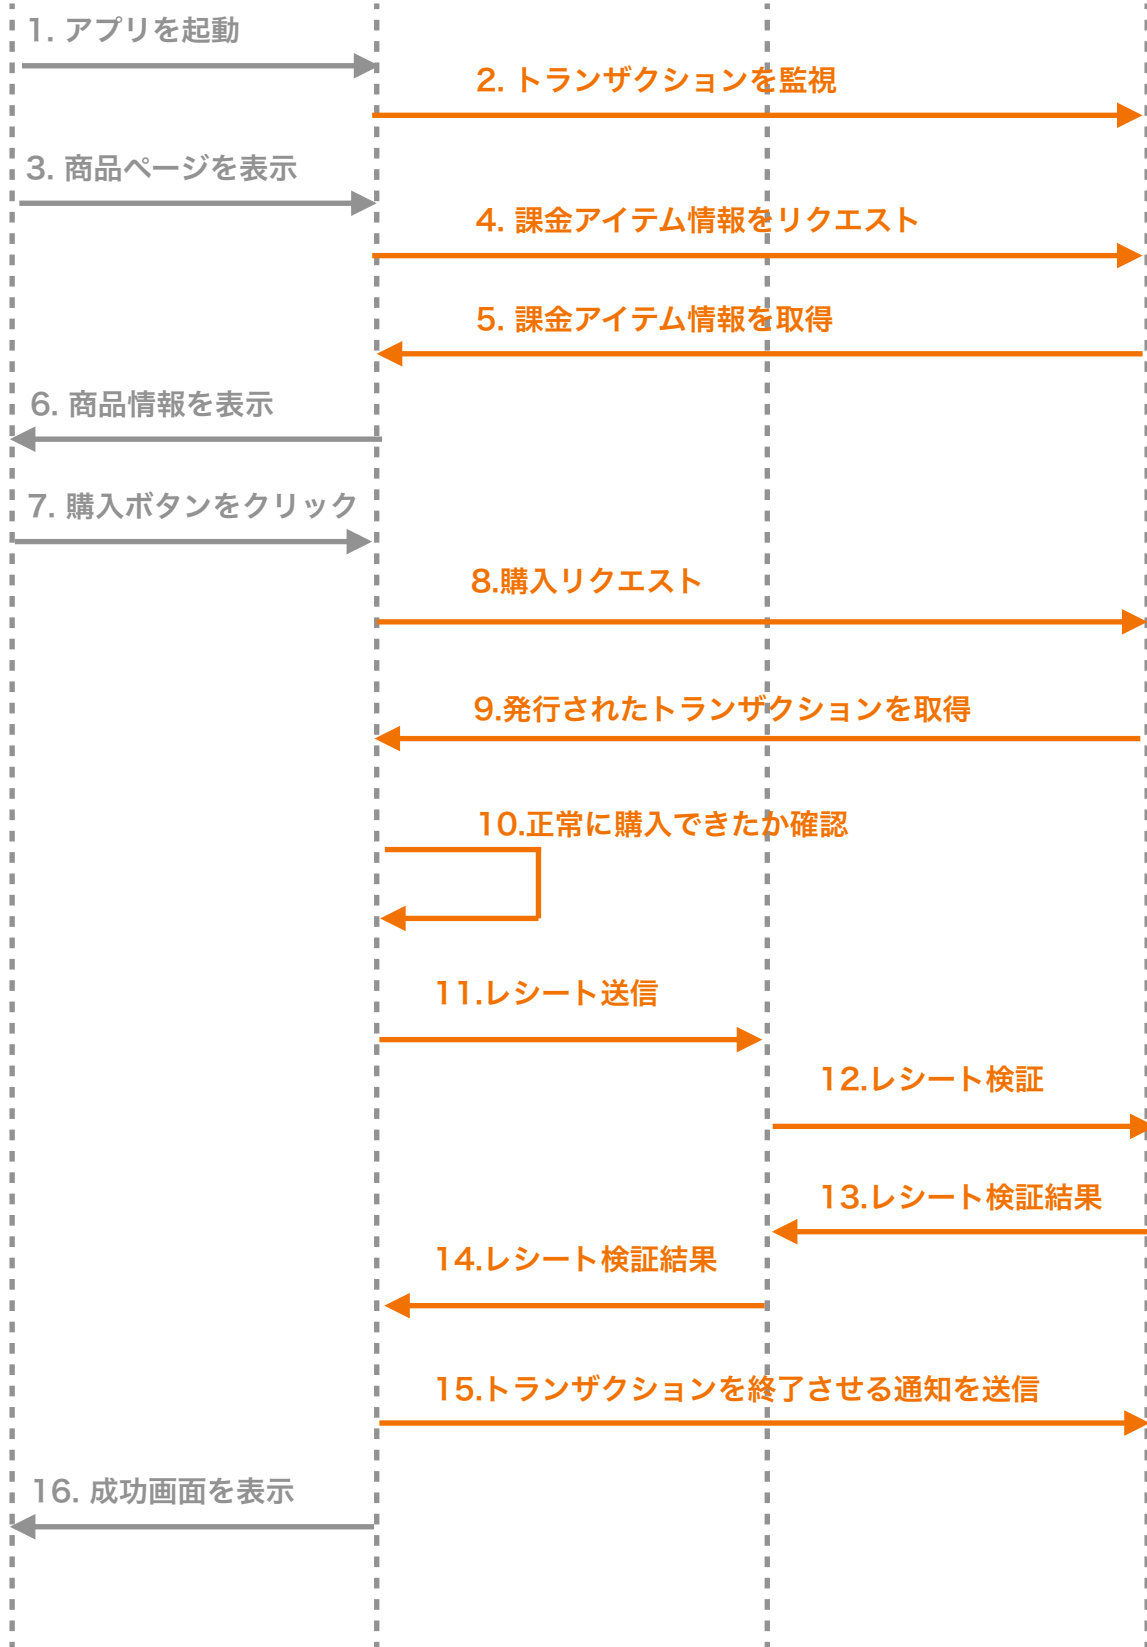 1. アプリを起動
2. トランザクションを監視
3. 商品ページを表示
4. 課金アイテム情報をリクエスト
5. 課金アイテム情報を取得
6. 商品情報を表示
7. 購入ボタンをクリック
8.購入リクエスト
9.発行されたトランザクションを取得
10.正常に購入できたか確認
11.レシート送信
12.レシート検証
13.レシート検証結果
14.レシート検証結果
15.トランザクションを終了させる通知を送信
16. 成功画面を表示